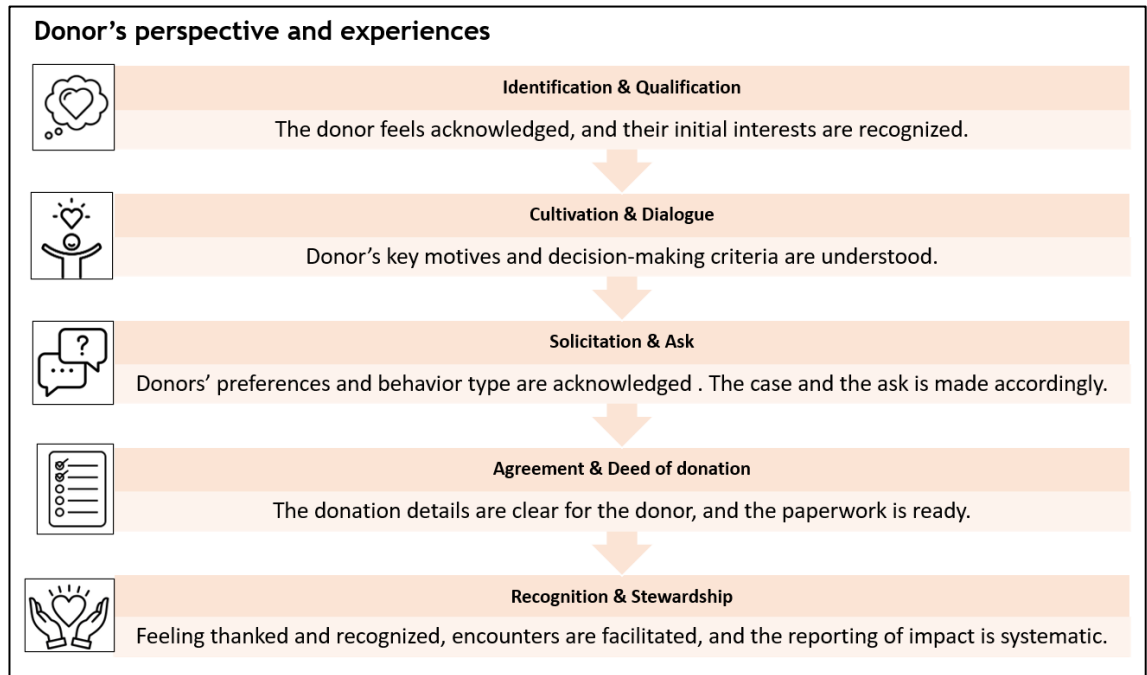 Donor’s perspective and experiences
Identification & Qualification
The donor feels acknowledged, and their initial interests are recognized.
Cultivation & Dialogue
Donor’s key motives and decision-making criteria are understood.
?
Solicitation & Ask
Donors’ preferences and behavior type are acknowledged . The case and the ask is made accordingly.
Agreement & Deed of donation
The donation details are clear for the donor, and the paperwork is ready.
Recognition & Stewardship
Feeling thanked and recognized, encounters are facilitated, and the reporting of impact is systematic.